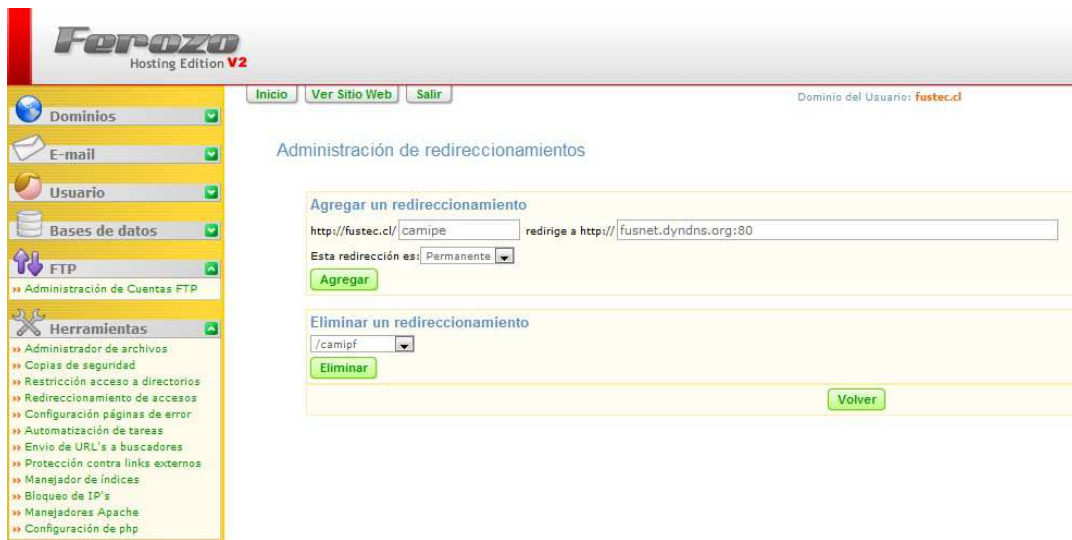 Ferozo
Hosting Edition V2
Inicio
Ver Sitio Web
Salir
Dominio del Usuario: fustec.cl
Dominios
E-mail
Usuario
Bases de datos
FTP
»» Administración de Cuentas FTP
Herramientas
»» Administrador de archivos
»» Copias de seguridad
»» Restricción acceso a directorios
»» Redireccionamiento de accesos
»» Configuración páginas de error
»» Automatización de tareas
»» Envio de URL's a buscadores
»» Protección contra links externos
»» Manejador de índices
»» Bloqueo de IP's
»» Manejadores Apache
»» Configuración de php
Administración de redireccionamientos
Agregar un redireccionamiento
http://fustec.cl/ camipe redirige a http:// fusnet.dyndns.org:80
Esta redirección es: Permanente
Agregar
Eliminar un redireccionamiento
/camipf
Eliminar
Volver